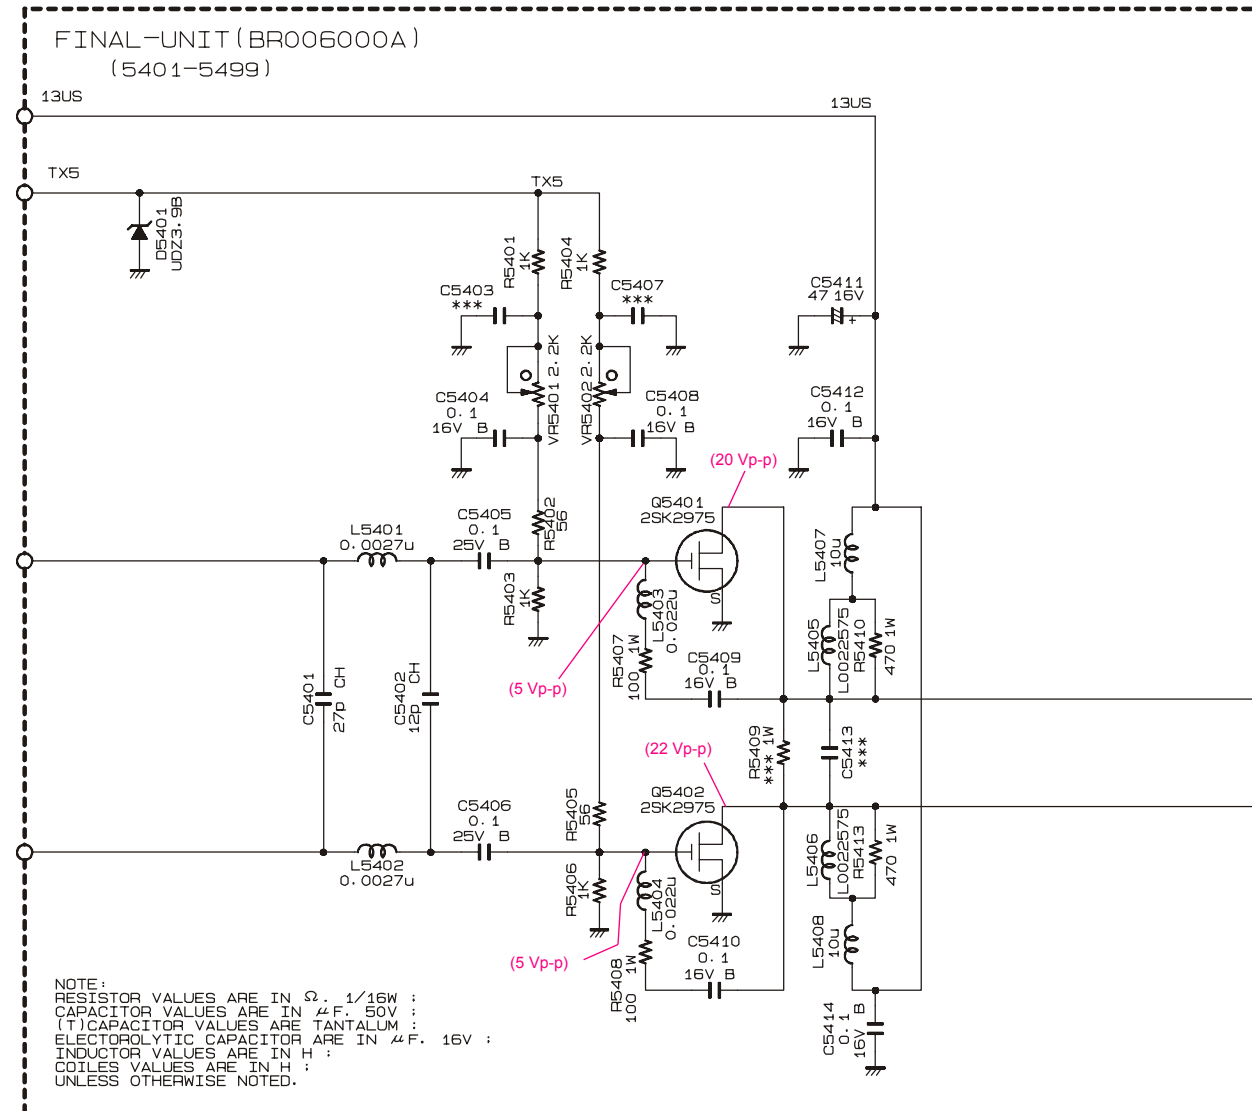 FINAL-UNIT(BR006000A)
(5401-5499)
13US
13US
TX5
TX5
D5401
UDZ3.9B
R5401
1K
R5404
1K
C5403
***
C5407
***
C5411
47 16V
+
VR5401 2.2K
VR5402 2.2K
C5404
0.1
16V B
C5408
0.1
16V B
C5412
0.1
16V B
(20 Vp-p)
Q5401
2SK2975
S
L5401
0.0027u
C5405
0.1
25V B
R5402
56
R5403
1K
L5403
0.022u
R5407
100 1W
C5409
0.1
16V B
(5 Vp-p)
L5407
10u
L5405
L0022575
R5410
470 1W
C5401
27p CH
C5402
12p CH
(22 Vp-p)
R5409
*** 1W
C5413
***
Q5402
2SK2975
S
C5406
0.1
25V B
R5405
56
L5402
0.0027u
R5406
1K
L5404
0.022u
L5406
L0022575
R5413
470 1W
C5410
0.1
16V B
R5408
100 1W
(5 Vp-p)
L5408
10u
C5414
0.1
16V B
NOTE:
RESISTOR VALUES ARE IN Ω. 1/16W ;
CAPACITOR VALUES ARE IN μF. 50V ;
(T)CAPACITOR VALUES ARE TANTALUM :
ELECTOROLYTIC CAPACITOR ARE IN μF. 16V ;
INDUCTOR VALUES ARE IN H :
COILES VALUES ARE IN H ;
UNLESS OTHERWISE NOTED.